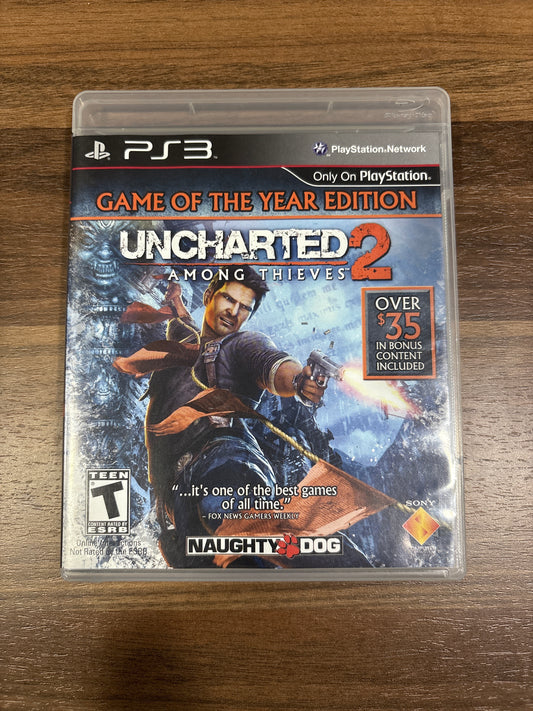 PS3
PlayStation®Network
Only On PlayStation®
GAME OF THE YEAR EDITION
UNCHARTED 2
AMONG THIEVES™
OVER
$35
IN BONUS
CONTENT
INCLUDED
"...it's one of the best games
of all time."
– FOX NEWS GAMERS WEEKLY
TEEN
T
CONTENT RATED BY
ESRB
Not Rated by the ESRB
NAUGHTY DOG
SONY